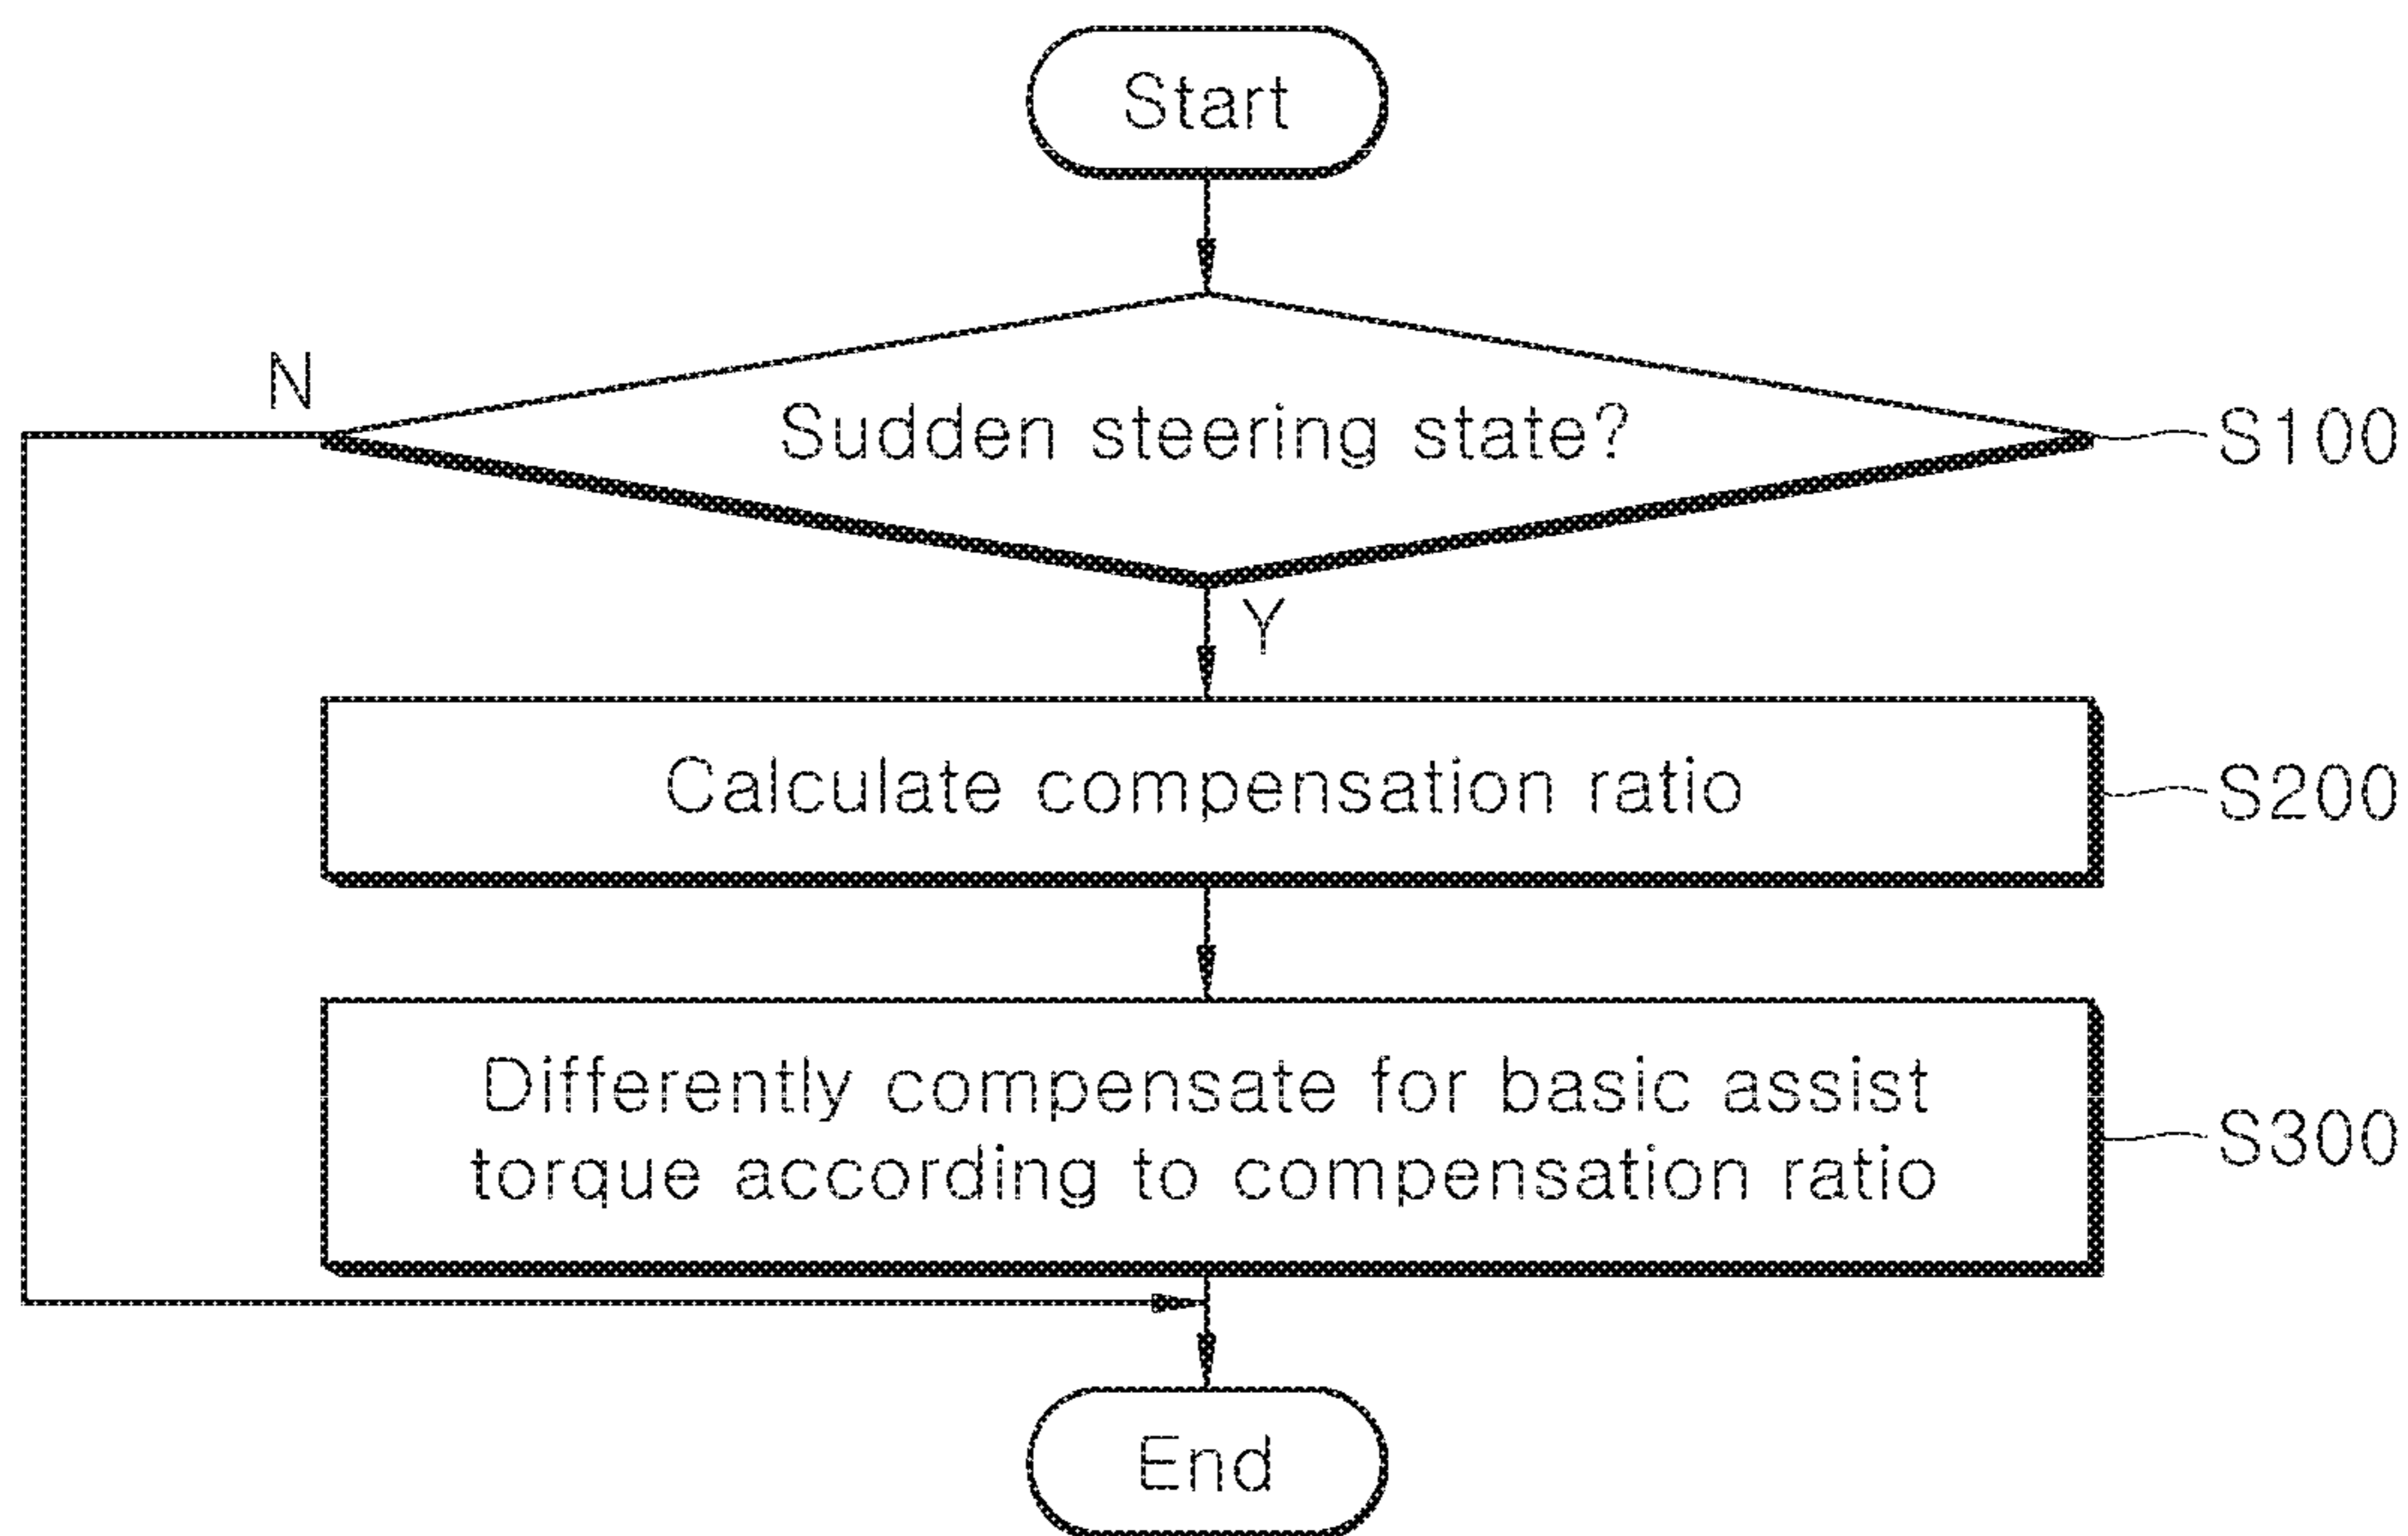 Start
N
Sudden steering state?
S100
Y
Calculate compensation ratio
S200
Differently compensate for basic assist
torque according to compensation ratio
S300
End